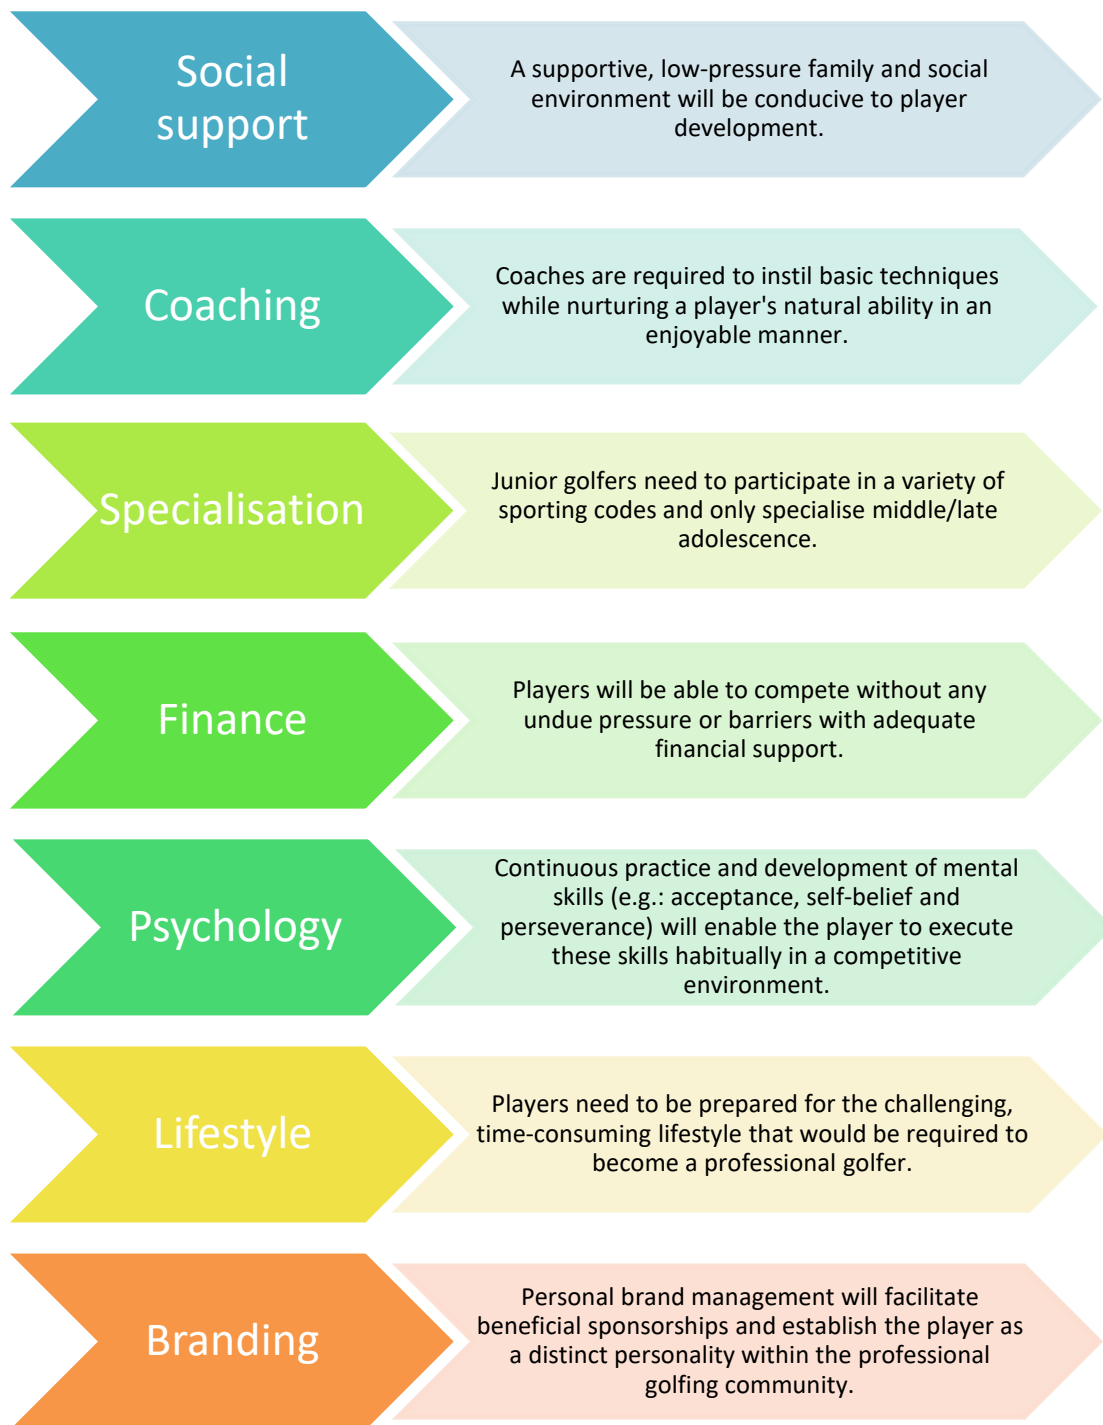 Social
support
A supportive, low-pressure family and social
environment will be conducive to player
development.
Coaching
Coaches are required to instil basic techniques
while nurturing a player's natural ability in an
enjoyable manner.
Specialisation
Junior golfers need to participate in a variety of
sporting codes and only specialise middle/late
adolescence.
Finance
Players will be able to compete without any
undue pressure or barriers with adequate
financial support.
Psychology
Continuous practice and development of mental
skills (e.g.: acceptance, self-belief and
perseverance) will enable the player to execute
these skills habitually in a competitive
environment.
Lifestyle
Players need to be prepared for the challenging,
time-consuming lifestyle that would be required to
become a professional golfer.
Branding
Personal brand management will facilitate
beneficial sponsorships and establish the player as
a distinct personality within the professional
golfing community.